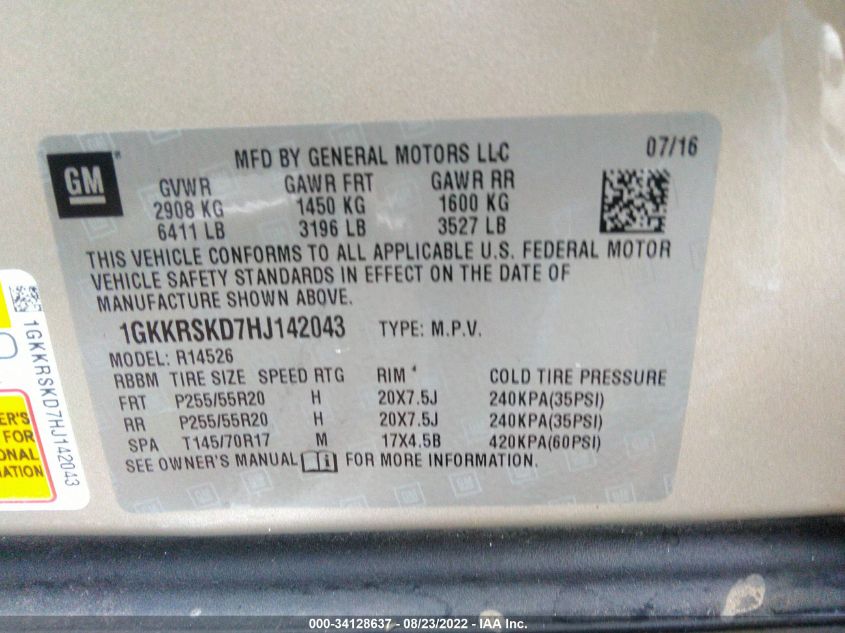 GM
MFD BY GENERAL MOTORS LLC
07/16
GVWR GAWR FRT GAWR RR
2908 KG 1450 KG 1600 KG
6411 LB 3196 LB 3527 LB
THIS VEHICLE CONFORMS TO ALL APPLICABLE U.S. FEDERAL MOTOR
VEHICLE SAFETY STANDARDS IN EFFECT ON THE DATE OF
MANUFACTURE SHOWN ABOVE.
1GKKRSKD7HJ142043 TYPE: M.P.V.
MODEL: R14526
RBBM TIRE SIZE SPEED RTG RIM COLD TIRE PRESSURE
FRT P255/55R20 H 20X7.5J 240KPA(35PSI)
RR P255/55R20 H 20X7.5J 240KPA(35PSI)
SPA T145/70R17 M 17X4.5B 420KPA(60PSI)
SEE OWNER'S MANUAL FOR MORE INFORMATION.
1GKKRSKD7HJ142043
ER'S
FOR
ONAL
ATION
000-34128637 - 08/23/2022 - IAA Inc.